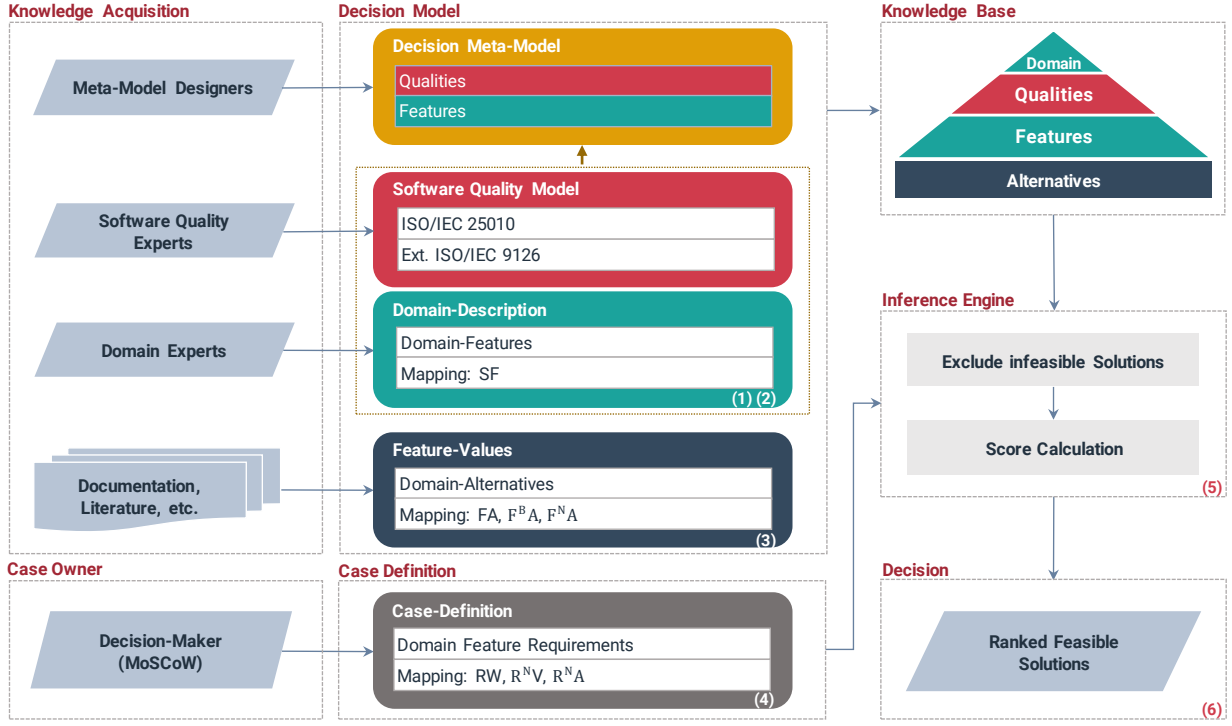 Knowledge Acquisition
Meta-Model Designers
Software Quality
Experts
Domain Experts
Documentation,
Literature, etc.
Decision Model
Decision Meta-Model
Qualities
Features
Software Quality Model
ISO/IEC 25010
Ext. ISO/IEC 9126
Domain-Description
Domain-Features
Mapping: SF
(1) (2)
Feature-Values
Domain-Alternatives
Mapping: FA, FᴮA, FᴺA
(3)
Case Owner
Decision-Maker
(MoSCoW)
Case Definition
Case-Definition
Domain Feature Requirements
Mapping: RW, RᴺV, RᴺA
(4)
Knowledge Base
Domain
Qualities
Features
Alternatives
Inference Engine
Exclude infeasible Solutions
Score Calculation
(5)
Decision
Ranked Feasible
Solutions
(6)